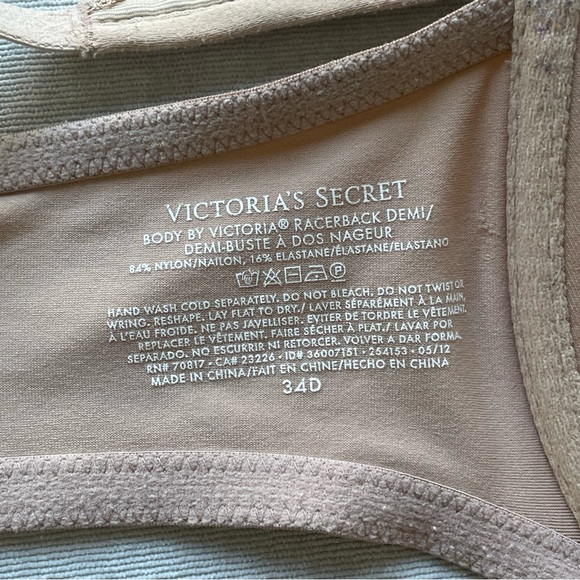 VICTORIA'S SECRET
BODY BY VICTORIA® RACERBACK DEMI/
DEMI-BUSTE À DOS NAGEUR
84% NYLON/NAILON, 16% ELASTANE/ÉLASTANE/ELASTANO
HAND WASH COLD SEPARATELY. DO NOT BLEACH. DO NOT TWIST OR
WRING. RESHAPE. LAY FLAT TO DRY./ LAVER SÉPARÉMENT À LA MAIN,
À L'EAU FROIDE. NE PAS JAVELLISER. EVITER DE TORDRE LE VÊTEMENT.
REPLACER LE VÊTEMENT. FAIRE SÉCHER À PLAT./ LAVAR POR
SEPARADO. NO ESCURRIR NI RETORCER. VOLVER A DAR FORMA.
RN# 70817 • CA# 23226 • ID# 36007151 • 254153 • 05/12
MADE IN CHINA/FAIT EN CHINE/HECHO EN CHINA
34D